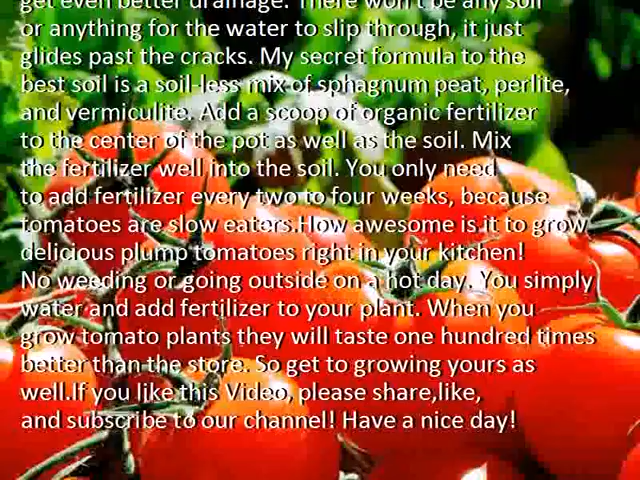 get even better drainage. There won't be any soil
or anything for the water to slip through, it just
glides past the cracks. My secret formula to the
best soil is a soil-less mix of sphagnum peat, perlite,
and vermiculite. Add a scoop of organic fertilizer
to the center of the pot as well as the soil. Mix
the fertilizer well into the soil. You only need
to add fertilizer every two to four weeks, because
tomatoes are slow eaters.How awesome is it to grow
delicious plump tomatoes right in your kitchen!
No weeding or going outside on a hot day. You simply
water and add fertilizer to your plant. When you
grow tomato plants they will taste one hundred times
better than the store. So get to growing yours as
well.If you like this Video, please share,like,
and subscribe to our channel! Have a nice day!